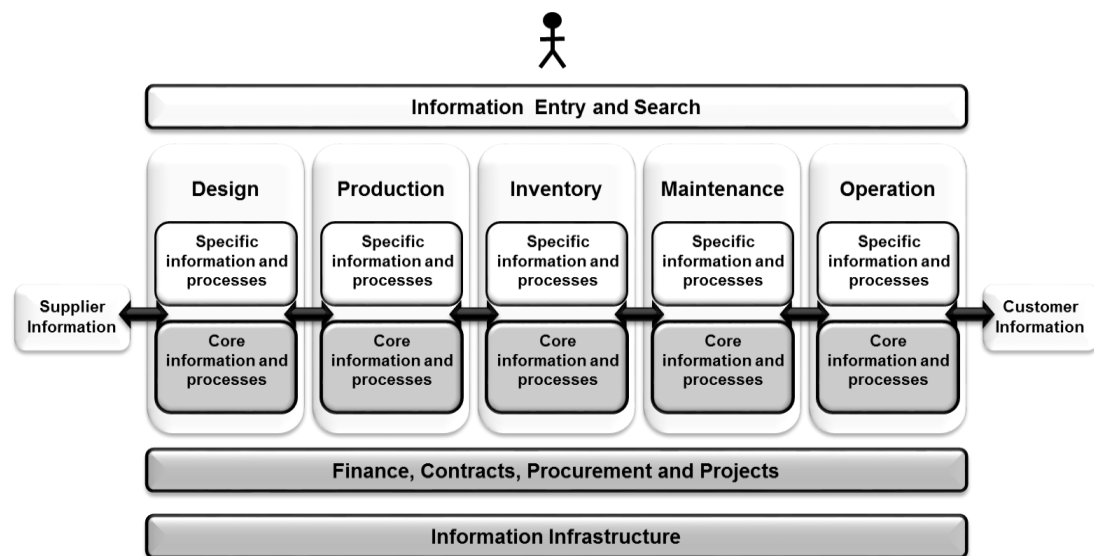 Information Entry and Search
Design
Production
Inventory
Maintenance
Operation
Specific
information and
processes
Specific
information and
processes
Specific
information and
processes
Specific
information and
processes
Specific
information and
processes
Supplier
Information
Customer
Information
Core
information and
processes
Core
information and
processes
Core
information and
processes
Core
information and
processes
Core
information and
processes
Finance, Contracts, Procurement and Projects
Information Infrastructure